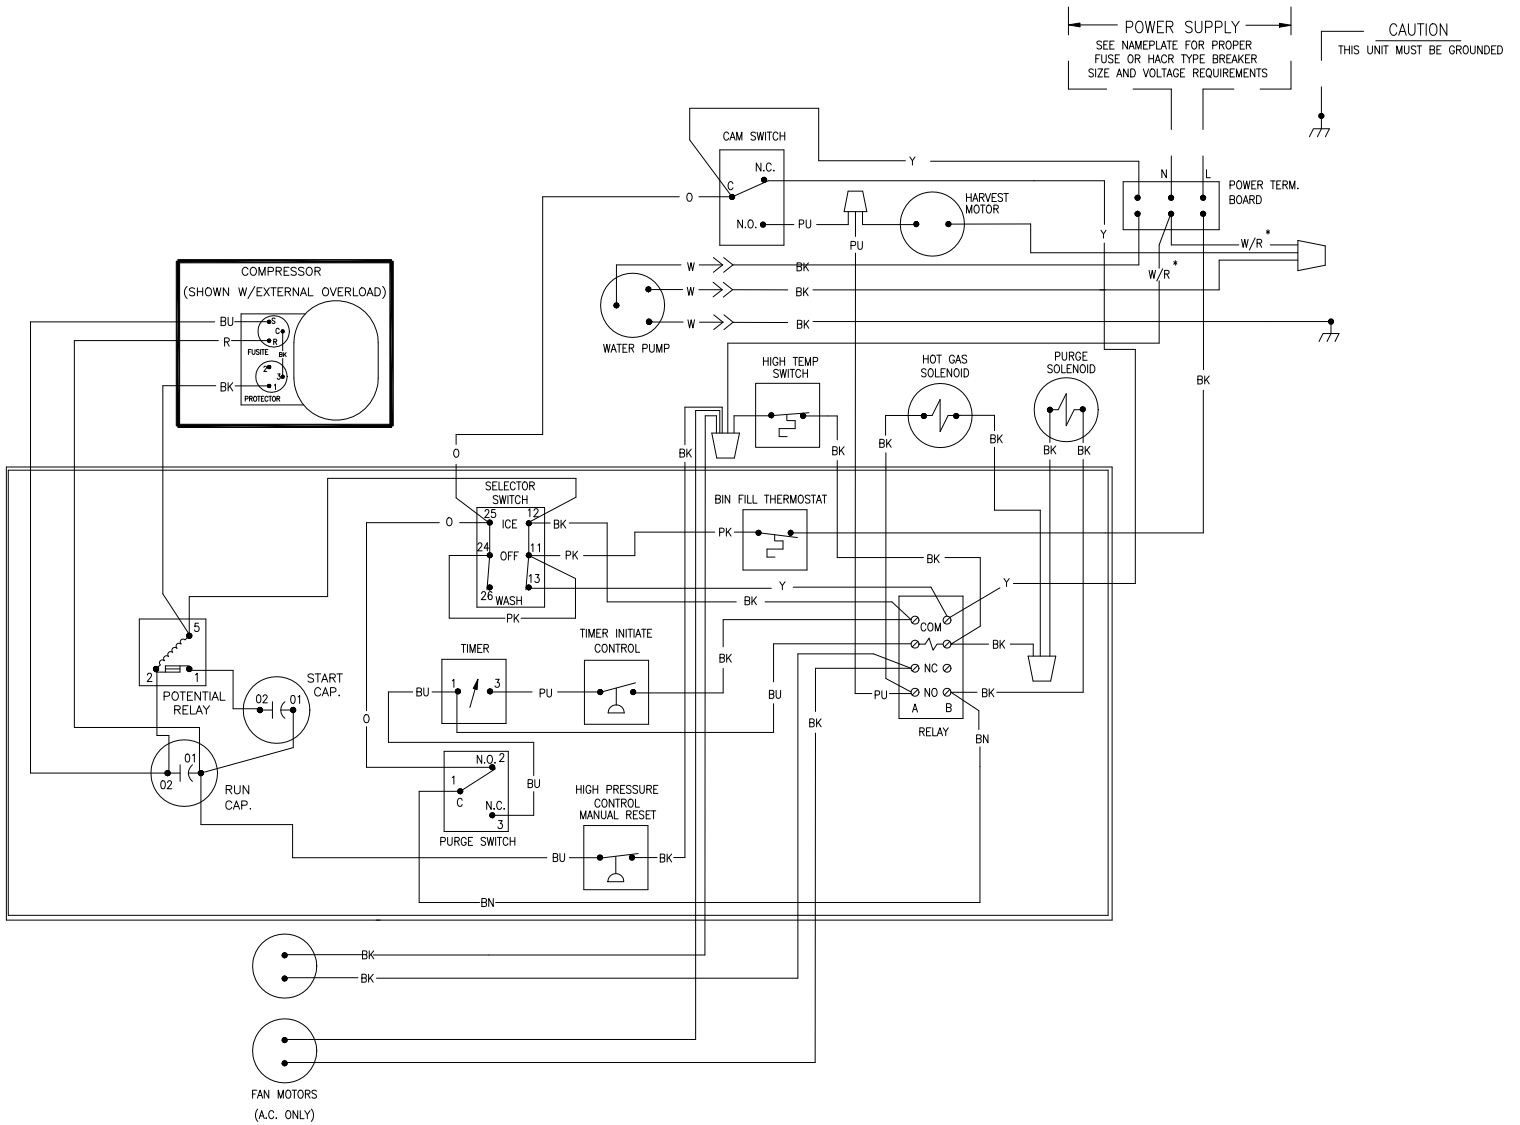 POWER SUPPLY
SEE NAMEPLATE FOR PROPER
FUSE OR HACR TYPE BREAKER
SIZE AND VOLTAGE REQUIREMENTS
CAUTION
THIS UNIT MUST BE GROUNDED
CAM SWITCH
N.C.
C
N.O.
O
PU
PU
Y
Y
HARVEST
MOTOR
N
L
POWER TERM.
BOARD
W/R *
W/R *
BK
COMPRESSOR
(SHOWN W/EXTERNAL OVERLOAD)
BU
R
BK
S
C
R
FUSITE
BK
2
3
1
PROTECTOR
W
BK
W
BK
W
BK
WATER PUMP
HIGH TEMP
SWITCH
HOT GAS
SOLENOID
PURGE
SOLENOID
BK
BK
BK
BK
BK
BK
O
SELECTOR
SWITCH
25
12
ICE
O
BK
24
11
OFF
PK
13
26
WASH
PK
BIN FILL THERMOSTAT
PK
BK
Y
Y
BK
5
2
1
POTENTIAL
RELAY
START
CAP.
02
01
01
02
RUN
CAP.
TIMER
BU
1
3
PU
TIMER INITIATE
CONTROL
BK
BU
BK
COM
NC
NO
A
B
RELAY
BK
PU
BK
BN
O
N.O.
2
1
C
N.C.
3
PURGE SWITCH
BU
HIGH PRESSURE
CONTROL
MANUAL RESET
BU
BK
BN
BK
BK
FAN MOTORS
(A.C. ONLY)